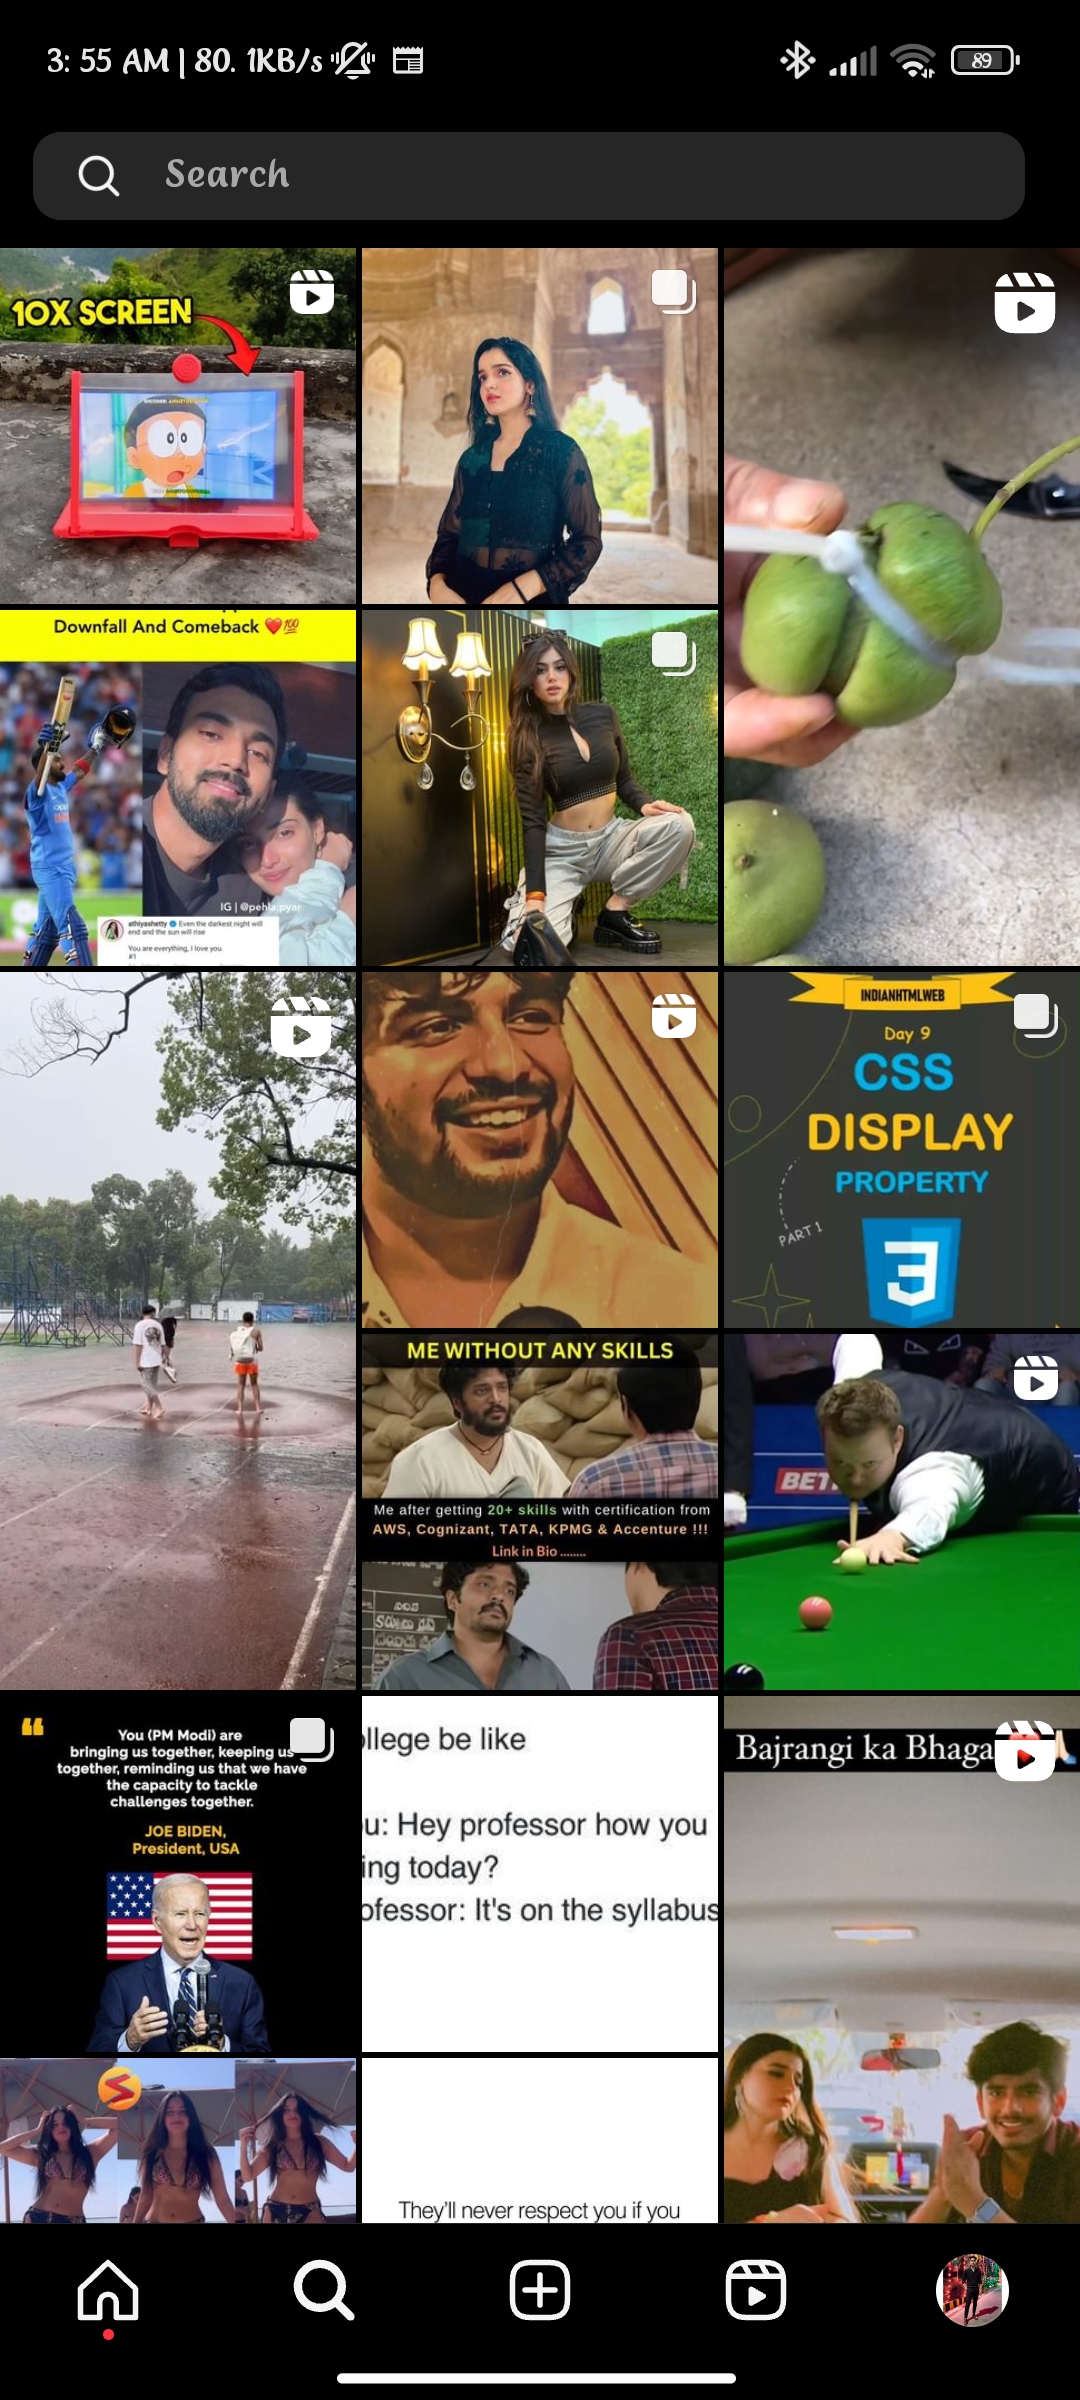 3: 55 AM | 80. 1KB/s
89
Search
10X SCREEN
Downfall And Comeback ❤️💯
IG | @pehla.pyar
athiyashetty Even the darkest night will
end and the sun will rise
You are everything, I love you.
#1
INDIANHTMLWEB
Day 9
CSS
DISPLAY
PROPERTY
PART 1
3
ME WITHOUT ANY SKILLS
Me after getting 20+ skills with certification from
AWS, Cognizant, TATA, KPMG & Accenture !!!
Link in Bio ........
BET
❝
You (PM Modi) are
bringing us together, keeping us
together, reminding us that we have
the capacity to tackle
challenges together.
JOE BIDEN,
President, USA
ollege be like
ou: Hey professor how you
ing today?
ofessor: It's on the syllabus
Bajrangi ka Bhaga
They'll never respect you if you